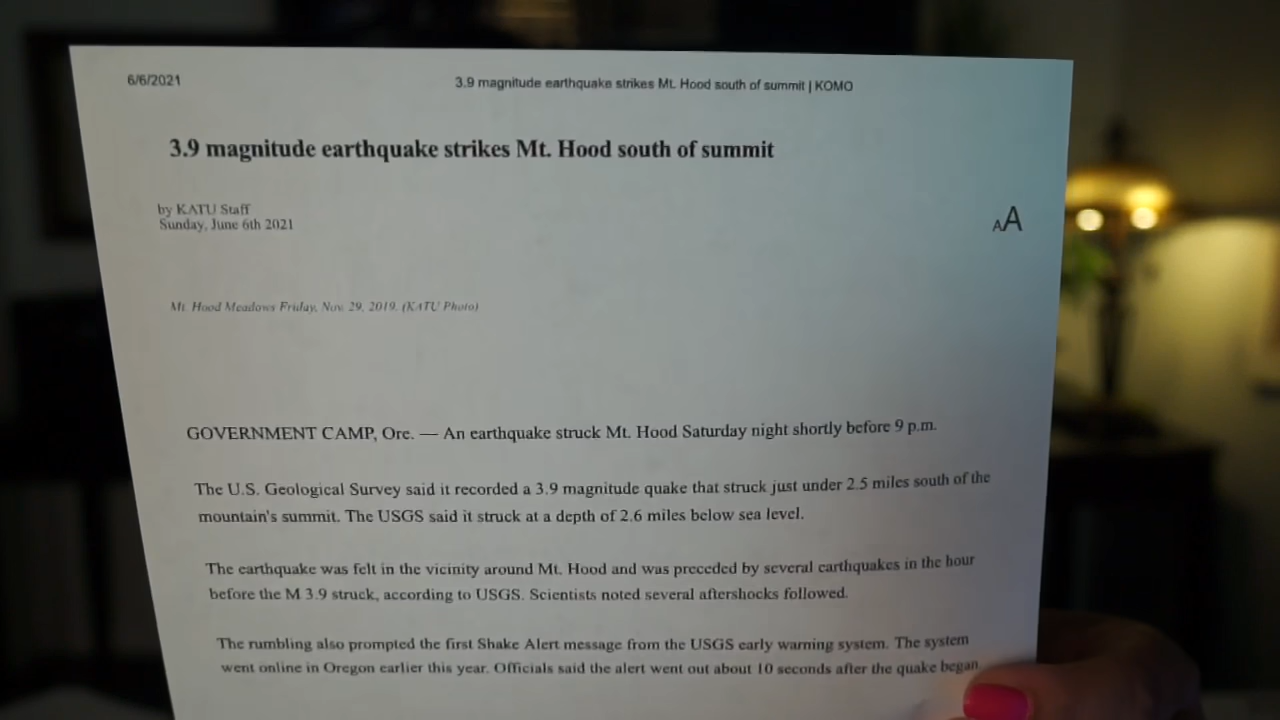 6/6/2021
3.9 magnitude earthquake strikes Mt. Hood south of summit | KOMO
3.9 magnitude earthquake strikes Mt. Hood south of summit
by KATU Staff
Sunday, June 6th 2021
AA
Mt. Hood Meadows Friday, Nov. 29, 2019. (KATU Photo)
GOVERNMENT CAMP, Ore. — An earthquake struck Mt. Hood Saturday night shortly before 9 p.m.
The U.S. Geological Survey said it recorded a 3.9 magnitude quake that struck just under 2.5 miles south of the
mountain's summit. The USGS said it struck at a depth of 2.6 miles below sea level.
The earthquake was felt in the vicinity around Mt. Hood and was preceded by several earthquakes in the hour
before the M 3.9 struck, according to USGS. Scientists noted several aftershocks followed.
The rumbling also prompted the first Shake Alert message from the USGS early warning system. The system
went online in Oregon earlier this year. Officials said the alert went out about 10 seconds after the quake began